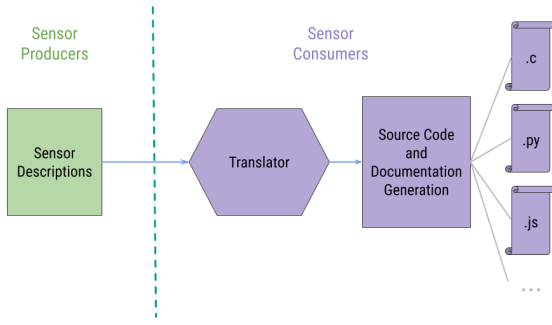 Sensor
Producers
Sensor
Consumers
Sensor
Descriptions
Translator
Source Code
and
Documentation
Generation
.c
.py
.js
...